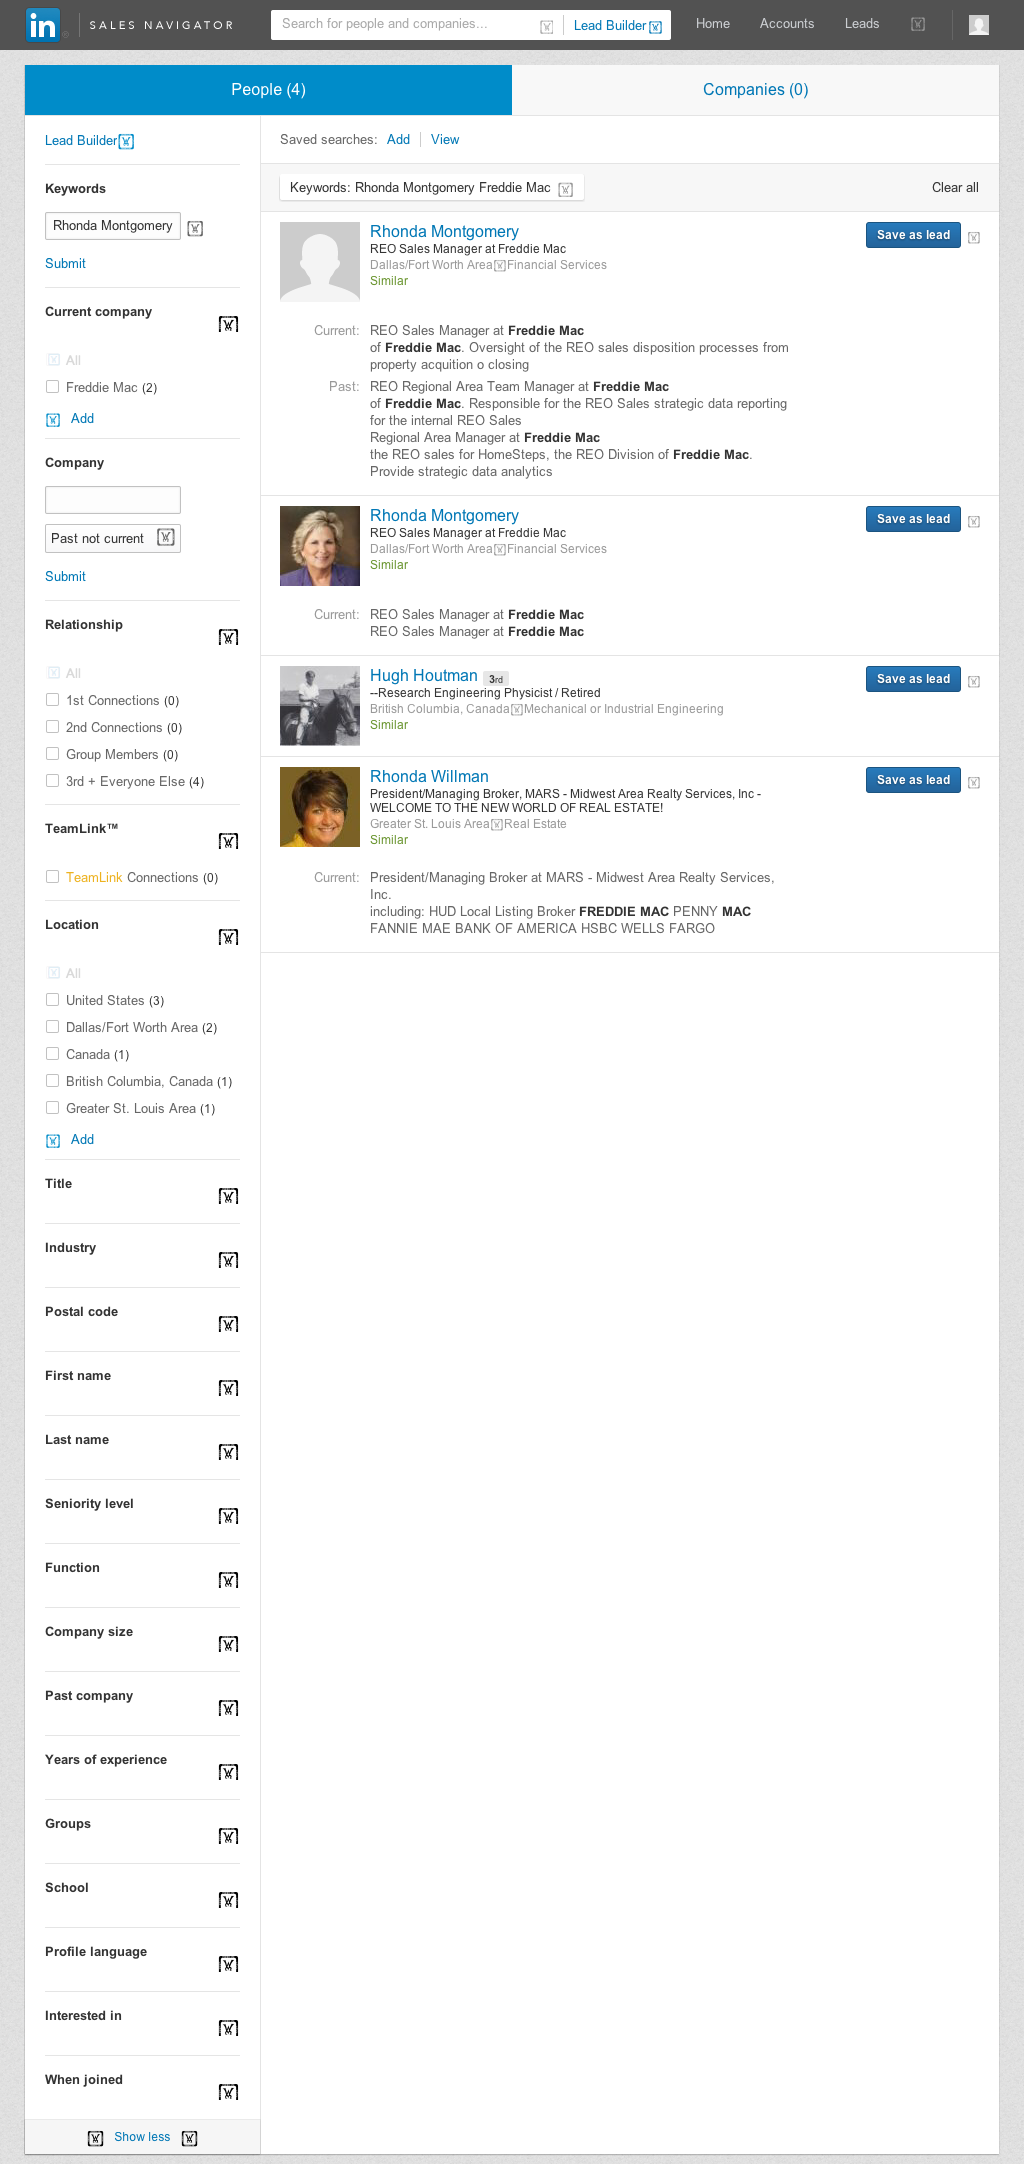 in SALES NAVIGATOR
Search for people and companies...
Lead Builder
Home
Accounts
Leads
People (4)
Companies (0)
Lead Builder
Keywords
Rhonda Montgomery
Submit
Current company
All
Freddie Mac (2)
Add
Company
Past not current
Submit
Relationship
All
1st Connections (0)
2nd Connections (0)
Group Members (0)
3rd + Everyone Else (4)
TeamLink™
TeamLink Connections (0)
Location
All
United States (3)
Dallas/Fort Worth Area (2)
Canada (1)
British Columbia, Canada (1)
Greater St. Louis Area (1)
Add
Title
Industry
Postal code
First name
Last name
Seniority level
Function
Company size
Past company
Years of experience
Groups
School
Profile language
Interested in
When joined
Show less
Saved searches: Add View
Keywords: Rhonda Montgomery Freddie Mac
Clear all
Rhonda Montgomery
REO Sales Manager at Freddie Mac
Dallas/Fort Worth Area Financial Services
Similar
Save as lead
Current: REO Sales Manager at Freddie Mac
of Freddie Mac. Oversight of the REO sales disposition processes from
property acquition o closing
Past: REO Regional Area Team Manager at Freddie Mac
of Freddie Mac. Responsible for the REO Sales strategic data reporting
for the internal REO Sales
Regional Area Manager at Freddie Mac
the REO sales for HomeSteps, the REO Division of Freddie Mac.
Provide strategic data analytics
Rhonda Montgomery
REO Sales Manager at Freddie Mac
Dallas/Fort Worth Area Financial Services
Similar
Save as lead
Current: REO Sales Manager at Freddie Mac
REO Sales Manager at Freddie Mac
Hugh Houtman 3rd
--Research Engineering Physicist / Retired
British Columbia, Canada Mechanical or Industrial Engineering
Similar
Save as lead
Rhonda Willman
President/Managing Broker, MARS - Midwest Area Realty Services, Inc -
WELCOME TO THE NEW WORLD OF REAL ESTATE!
Greater St. Louis Area Real Estate
Similar
Save as lead
Current: President/Managing Broker at MARS - Midwest Area Realty Services,
Inc.
including: HUD Local Listing Broker FREDDIE MAC PENNY MAC
FANNIE MAE BANK OF AMERICA HSBC WELLS FARGO